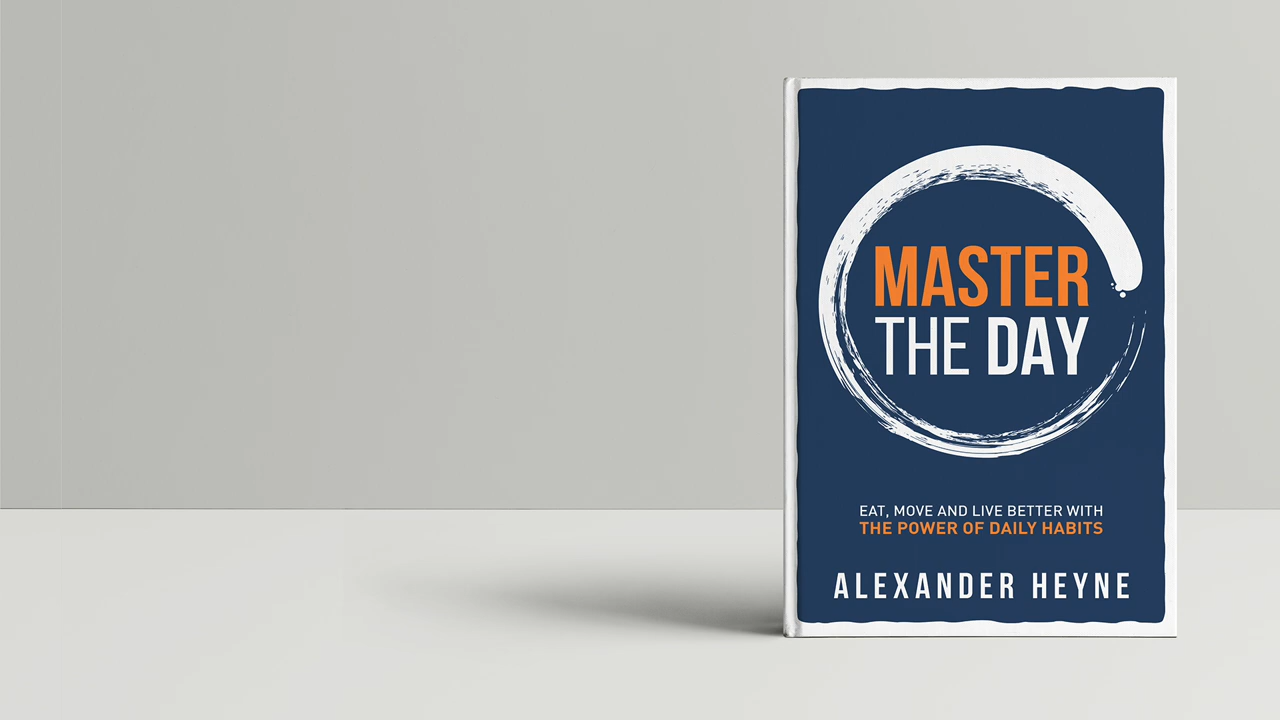 MASTER
THE DAY
EAT, MOVE AND LIVE BETTER WITH
THE POWER OF DAILY HABITS
ALEXANDER HEYNE